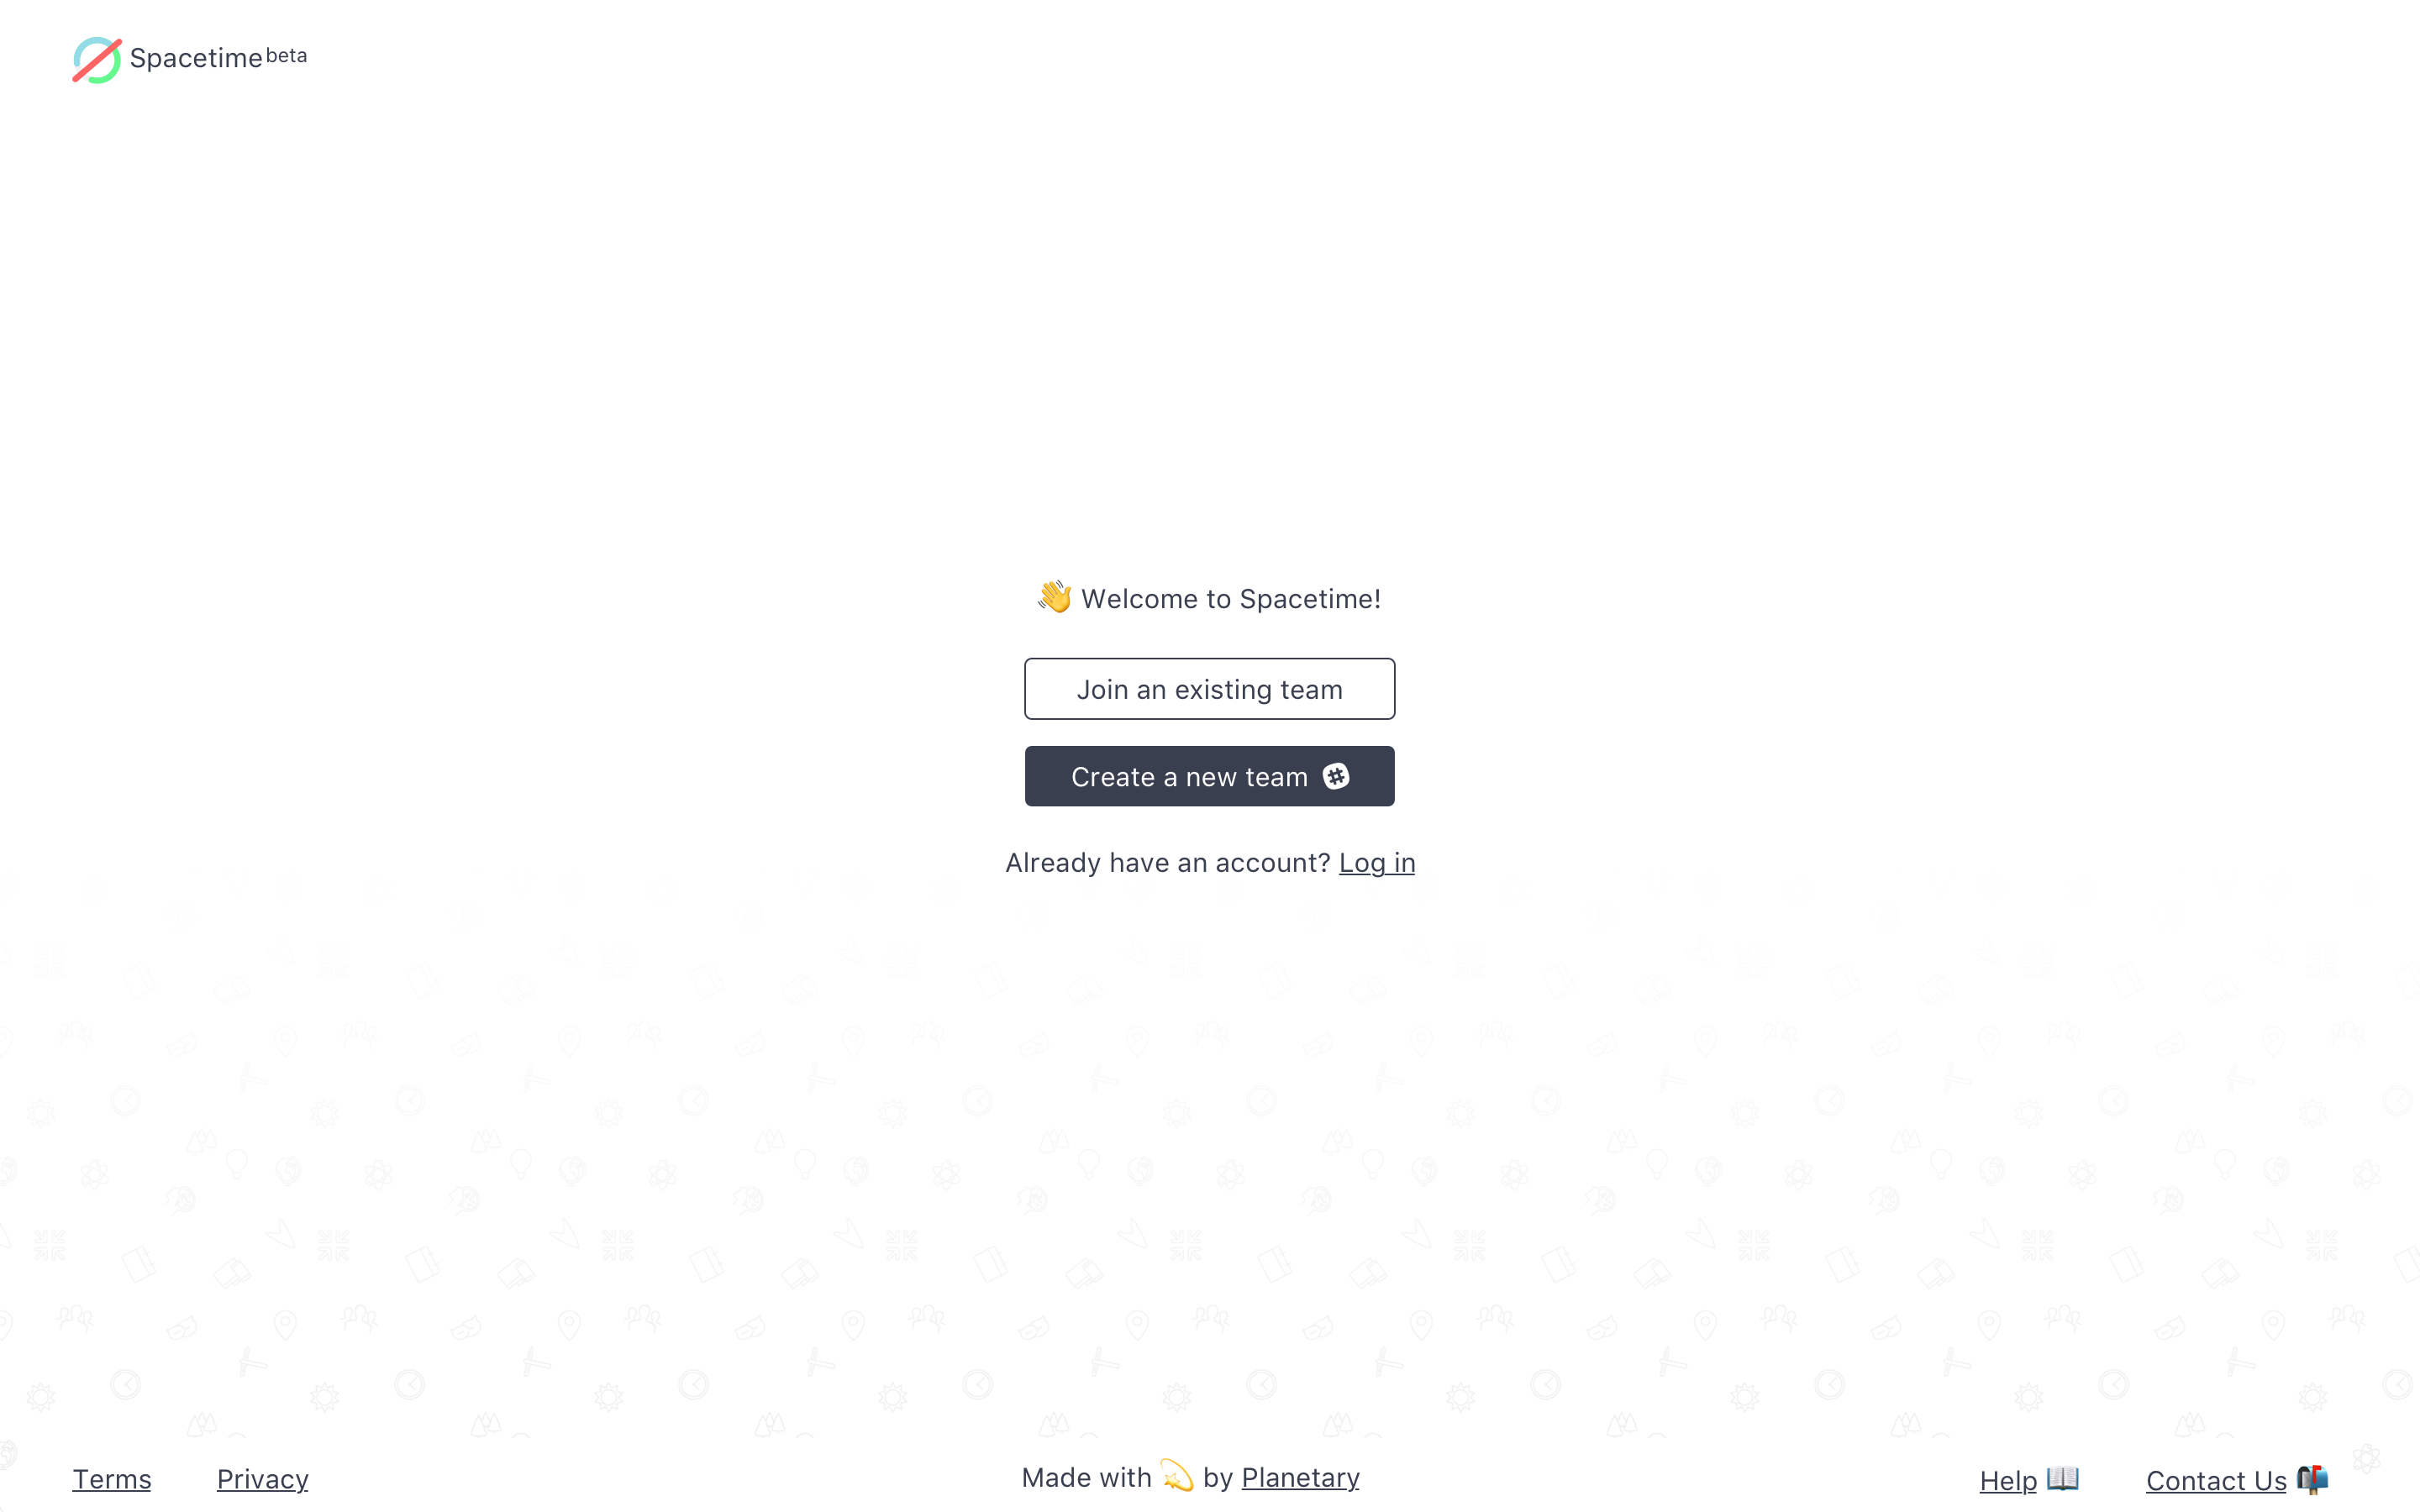 Spacetime beta
👋 Welcome to Spacetime!
Join an existing team
Create a new team
Already have an account? Log in
Terms Privacy Made with 💫 by Planetary Help 📖 Contact Us 📬